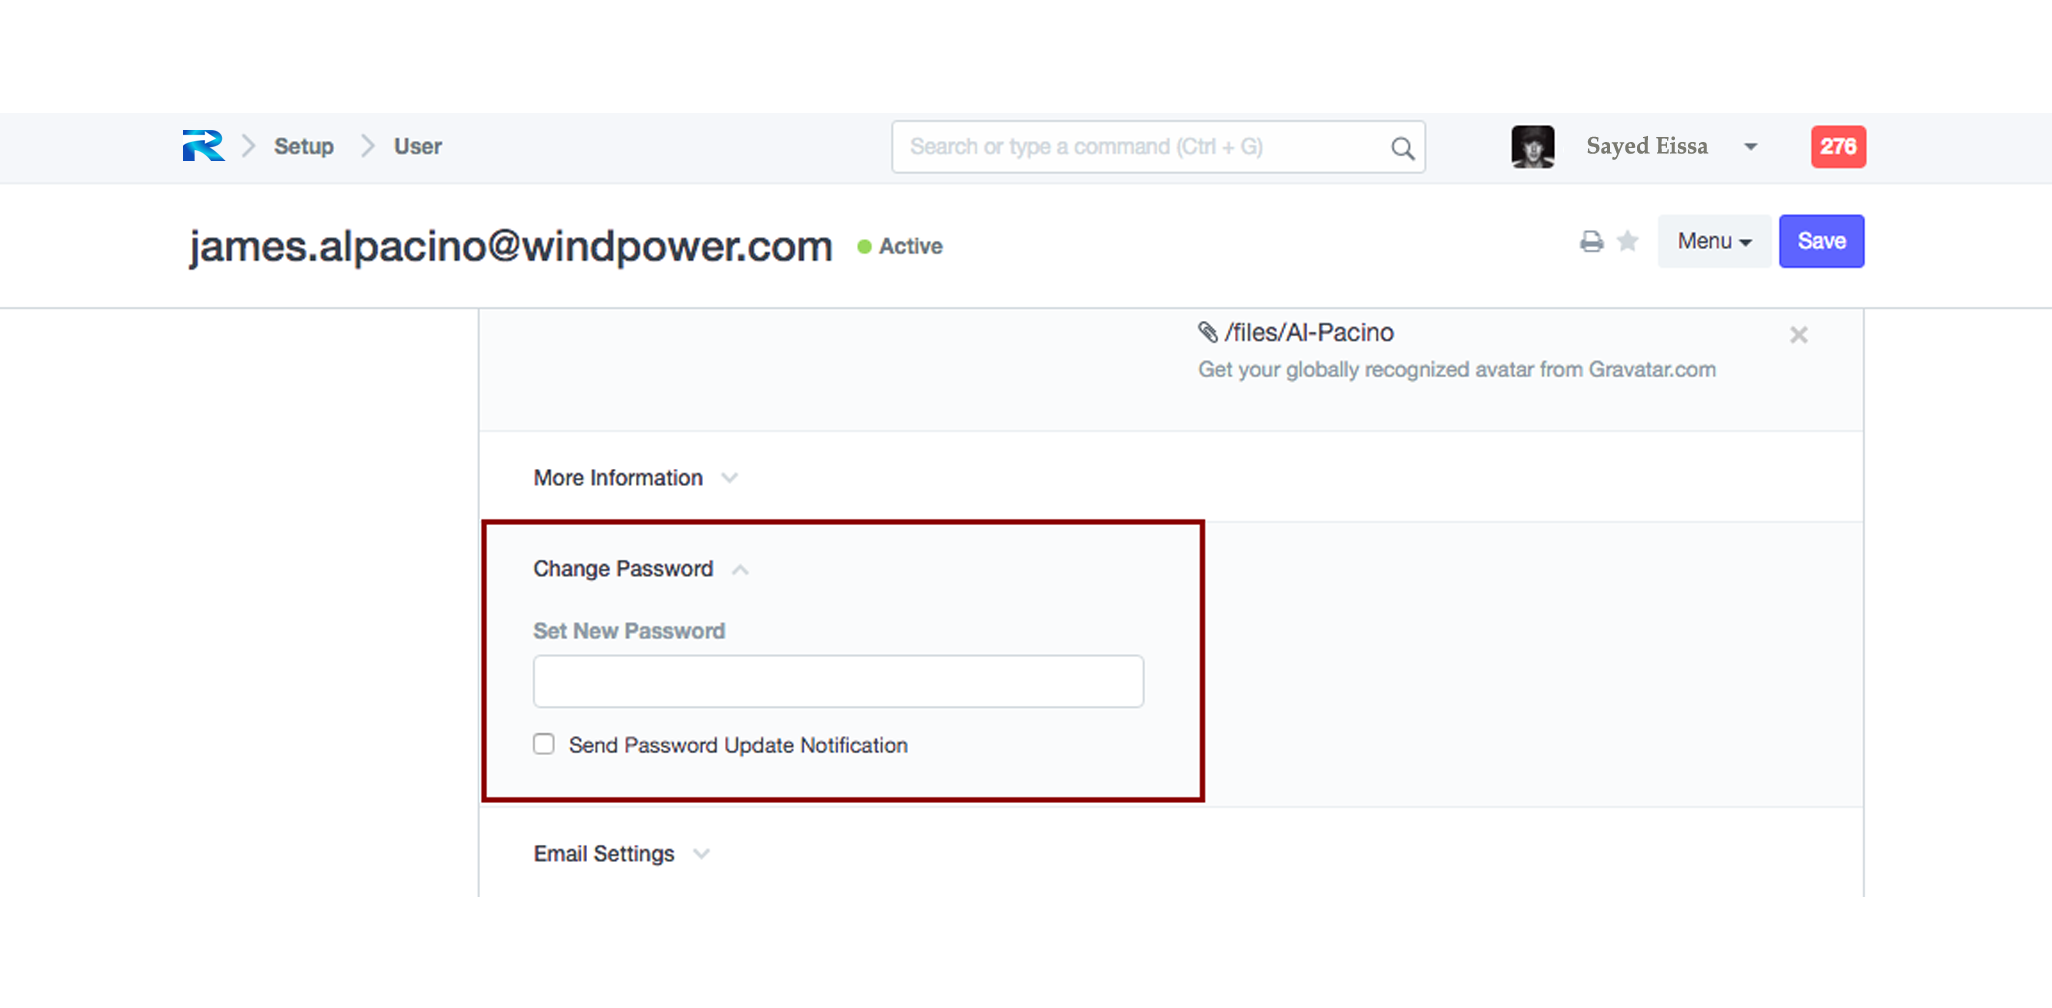 Setup User Search or type a command (Ctrl + G) Sayed Eissa 276
james.alpacino@windpower.com Active Menu Save
/files/Al-Pacino
Get your globally recognized avatar from Gravatar.com
More Information
Change Password
Set New Password
Send Password Update Notification
Email Settings